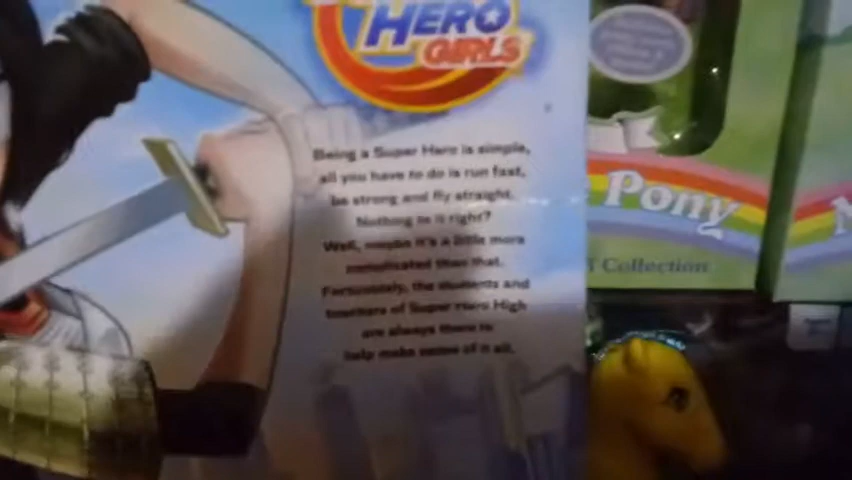 HERO
GIRLS
Being a Super Hero is simple,
all you have to do is run fast,
be strong and fly straight.
Nothing to it right?
Well, maybe it's a little more
complicated than that.
Fortunately, the students and
teachers of Super Hero High
are always there to
help make sense of it all.
Pony
Collection